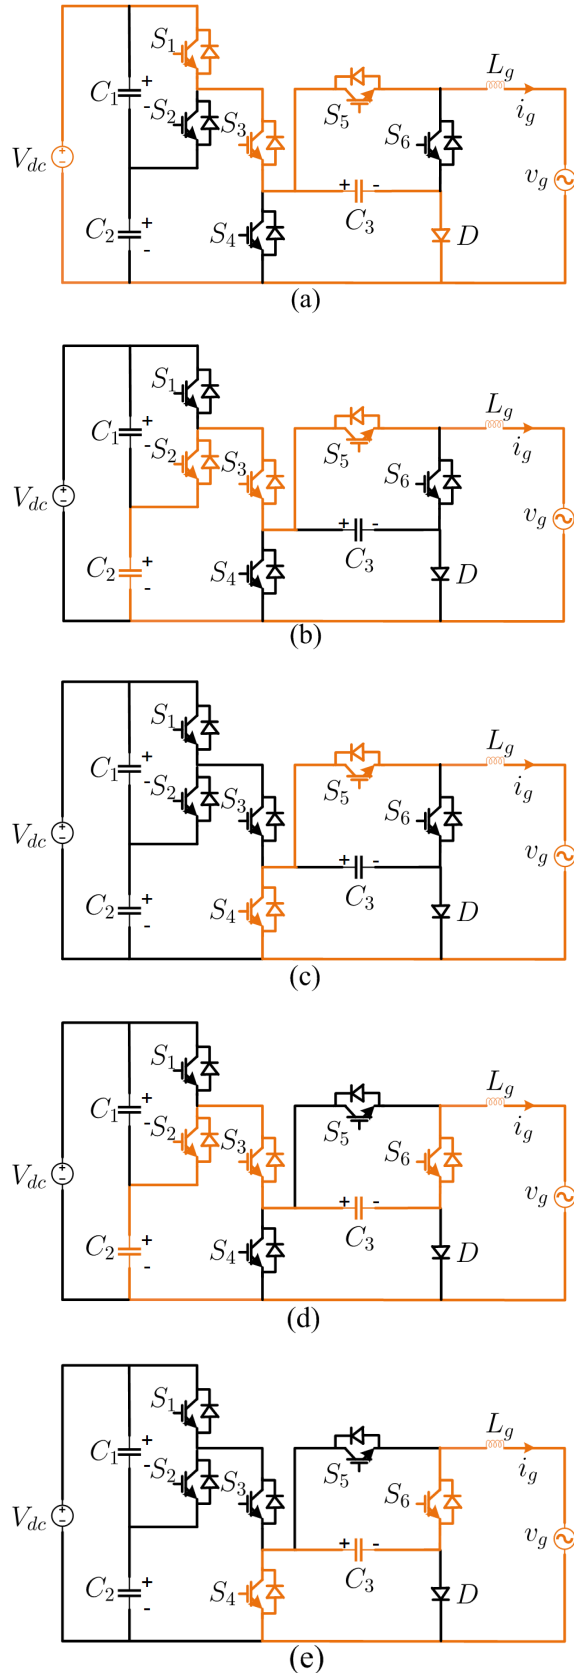 S1
C1 + - S2 S3 S5 Lg ig
Vdc S6 vg
C2 + - S4 + - C3 D
(a)
S1
C1 + - S2 S3 S5 Lg ig
Vdc S6 vg
C2 + - S4 + - C3 D
(b)
S1
C1 + - S2 S3 S5 Lg ig
Vdc S6 vg
C2 + - S4 + - C3 D
(c)
S1
C1 + - S2 S3 S5 Lg ig
Vdc S6 vg
C2 + - S4 + - C3 D
(d)
S1
C1 + - S2 S3 S5 Lg ig
Vdc S6 vg
C2 + - S4 + - C3 D
(e)